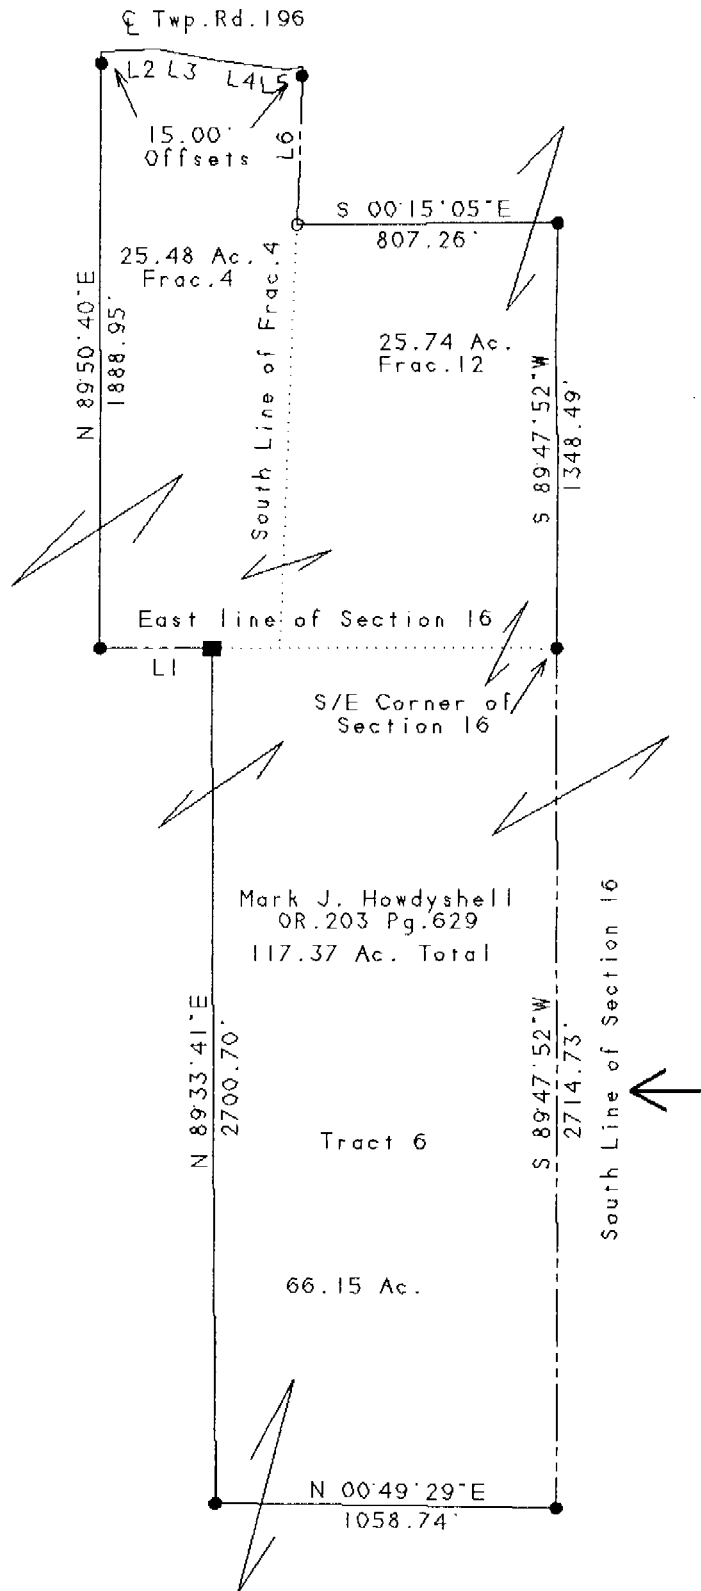 ℄ Twp.Rd.196
L2 L3 L4 L5
15.00'
Offsets
L6
S 00°15'05"E
807.26'
25.48 Ac.
Frac.4
N 89°50'40"E
1888.95'
South Line of Frac.4
25.74 Ac.
Frac.12
S 89°47'52"W
1348.49'
East line of Section 16
L1
S/E Corner of
Section 16
Mark J. Howdyshell
OR.203 Pg.629
117.37 Ac. Total
N 89°33'41"E
2700.70'
S 89°47'52"W
2714.73'
South Line of Section 16
Tract 6
66.15 Ac.
N 00°49'29"E
1058.74'